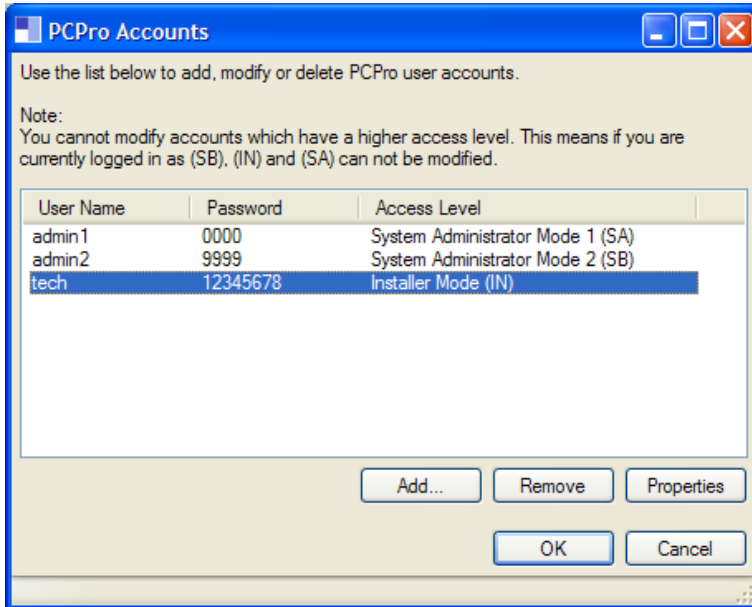 PCPro Accounts
Use the list below to add, modify or delete PCPro user accounts.
Note:
You cannot modify accounts which have a higher access level. This means if you are
currently logged in as (SB), (IN) and (SA) can not be modified.
User Name Password Access Level
admin1 0000 System Administrator Mode 1 (SA)
admin2 9999 System Administrator Mode 2 (SB)
tech 12345678 Installer Mode (IN)
Add... Remove Properties
OK Cancel